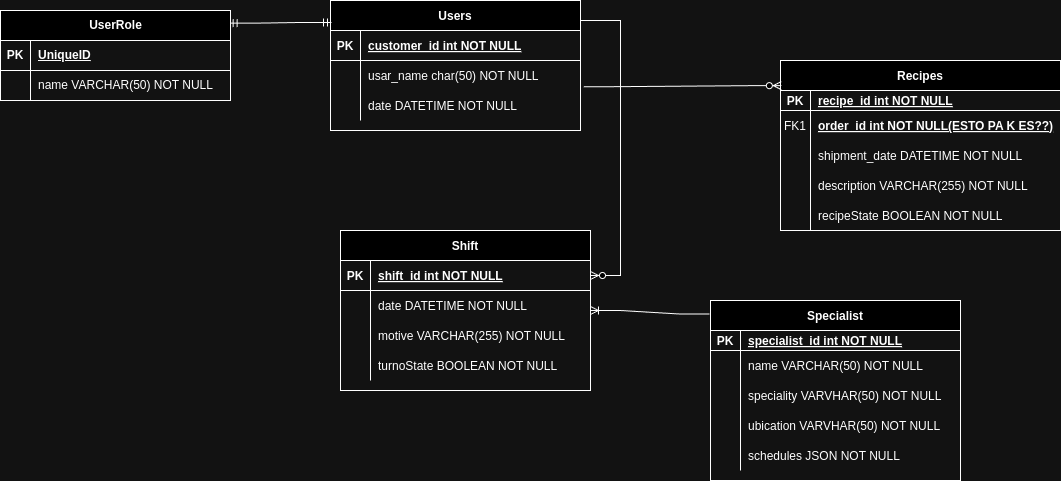 UserRole
PK UniqueID
name VARCHAR(50) NOT NULL
Users
PK customer_id int NOT NULL
usar_name char(50) NOT NULL
date DATETIME NOT NULL
Recipes
PK recipe_id int NOT NULL
FK1 order_id int NOT NULL(ESTO PA K ES??)
shipment_date DATETIME NOT NULL
description VARCHAR(255) NOT NULL
recipeState BOOLEAN NOT NULL
Shift
PK shift_id int NOT NULL
date DATETIME NOT NULL
motive VARCHAR(255) NOT NULL
turnoState BOOLEAN NOT NULL
Specialist
PK specialist_id int NOT NULL
name VARCHAR(50) NOT NULL
speciality VARVHAR(50) NOT NULL
ubication VARVHAR(50) NOT NULL
schedules JSON NOT NULL